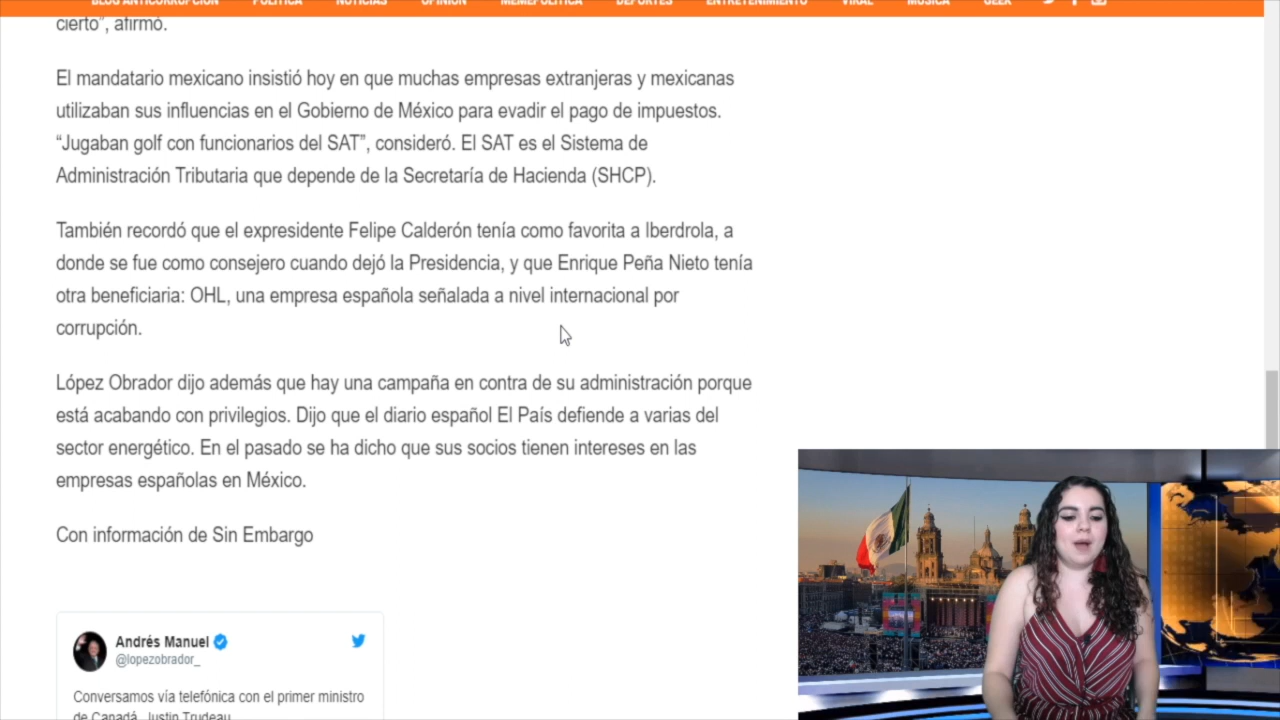 BLOG ANTICORRUPCIÓN POLÍTICA NOTICIAS OPINIÓN MEMEPOLÍTICA DEPORTES ENTRETENIMIENTO VIRAL MÚSICA GEEK
cierto”, afirmó.
El mandatario mexicano insistió hoy en que muchas empresas extranjeras y mexicanas
utilizaban sus influencias en el Gobierno de México para evadir el pago de impuestos.
“Jugaban golf con funcionarios del SAT”, consideró. El SAT es el Sistema de
Administración Tributaria que depende de la Secretaría de Hacienda (SHCP).
También recordó que el expresidente Felipe Calderón tenía como favorita a Iberdrola, a
donde se fue como consejero cuando dejó la Presidencia, y que Enrique Peña Nieto tenía
otra beneficiaria: OHL, una empresa española señalada a nivel internacional por
corrupción.
López Obrador dijo además que hay una campaña en contra de su administración porque
está acabando con privilegios. Dijo que el diario español El País defiende a varias del
sector energético. En el pasado se ha dicho que sus socios tienen intereses en las
empresas españolas en México.
Con información de Sin Embargo
Andrés Manuel
@lopezobrador_
Conversamos vía telefónica con el primer ministro
de Canadá, Justin Trudeau